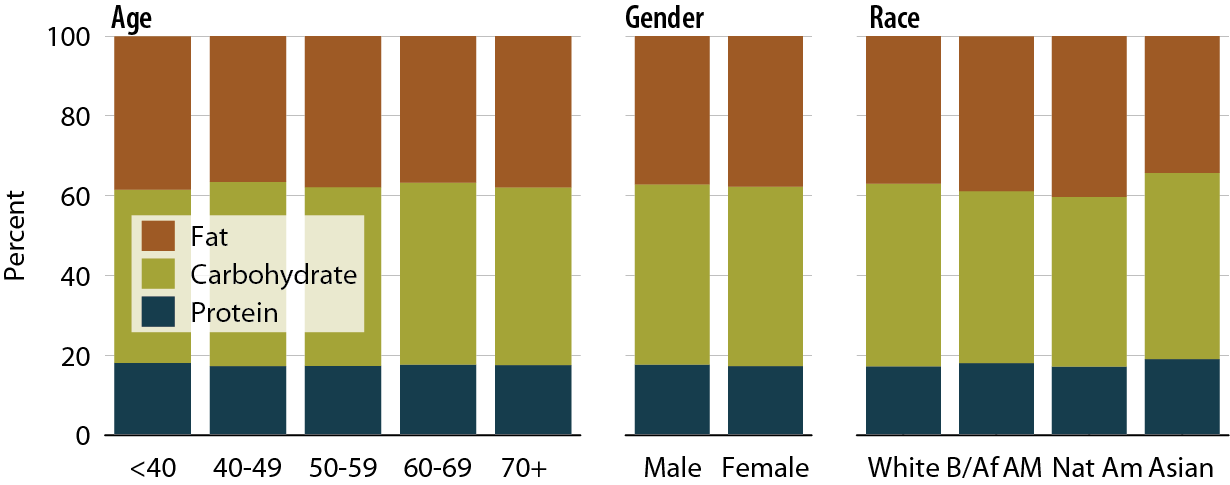 Age
Gender
Race
100
80
60
40
20
0
Percent
Fat
Carbohydrate
Protein
<40 40-49 50-59 60-69 70+
Male Female
White B/Af AM Nat Am Asian